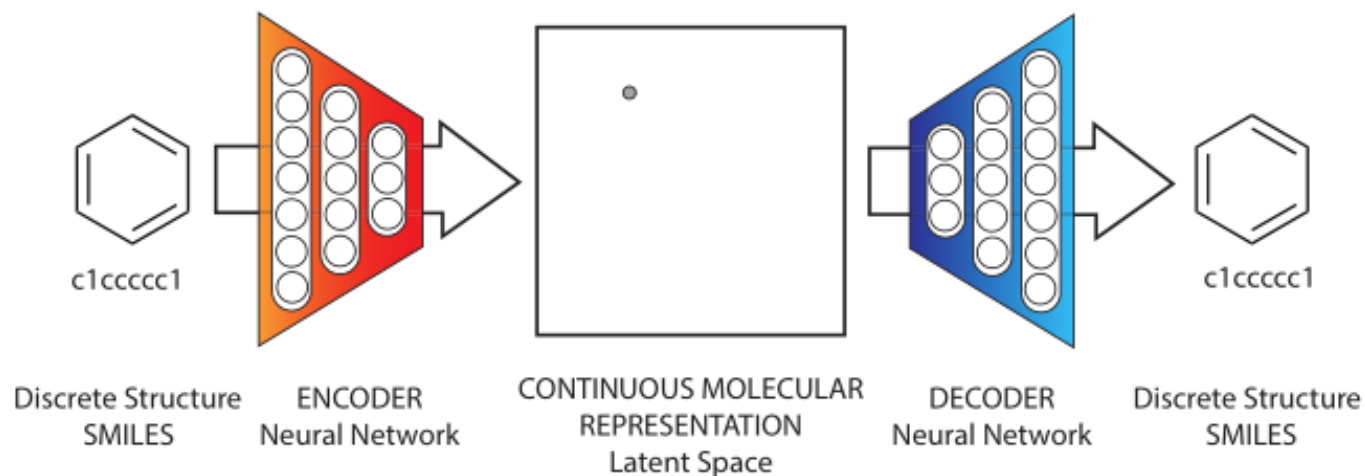 c1ccccc1
c1ccccc1
Discrete Structure
SMILES
ENCODER
Neural Network
CONTINUOUS MOLECULAR
REPRESENTATION
Latent Space
DECODER
Neural Network
Discrete Structure
SMILES